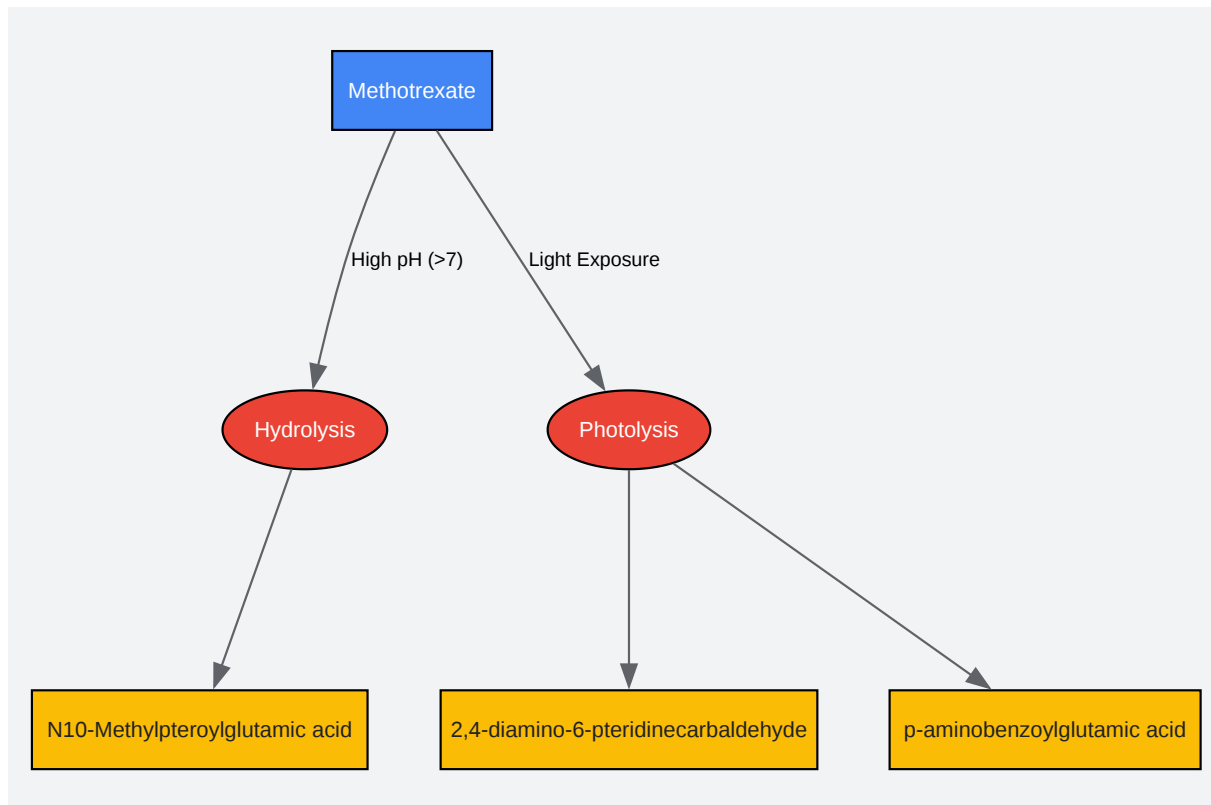 Methotrexate
High pH (>7)
Light Exposure
Hydrolysis
Photolysis
N10-Methylpteroylglutamic acid
2,4-diamino-6-pteridinecarbaldehyde
p-aminobenzoylglutamic acid